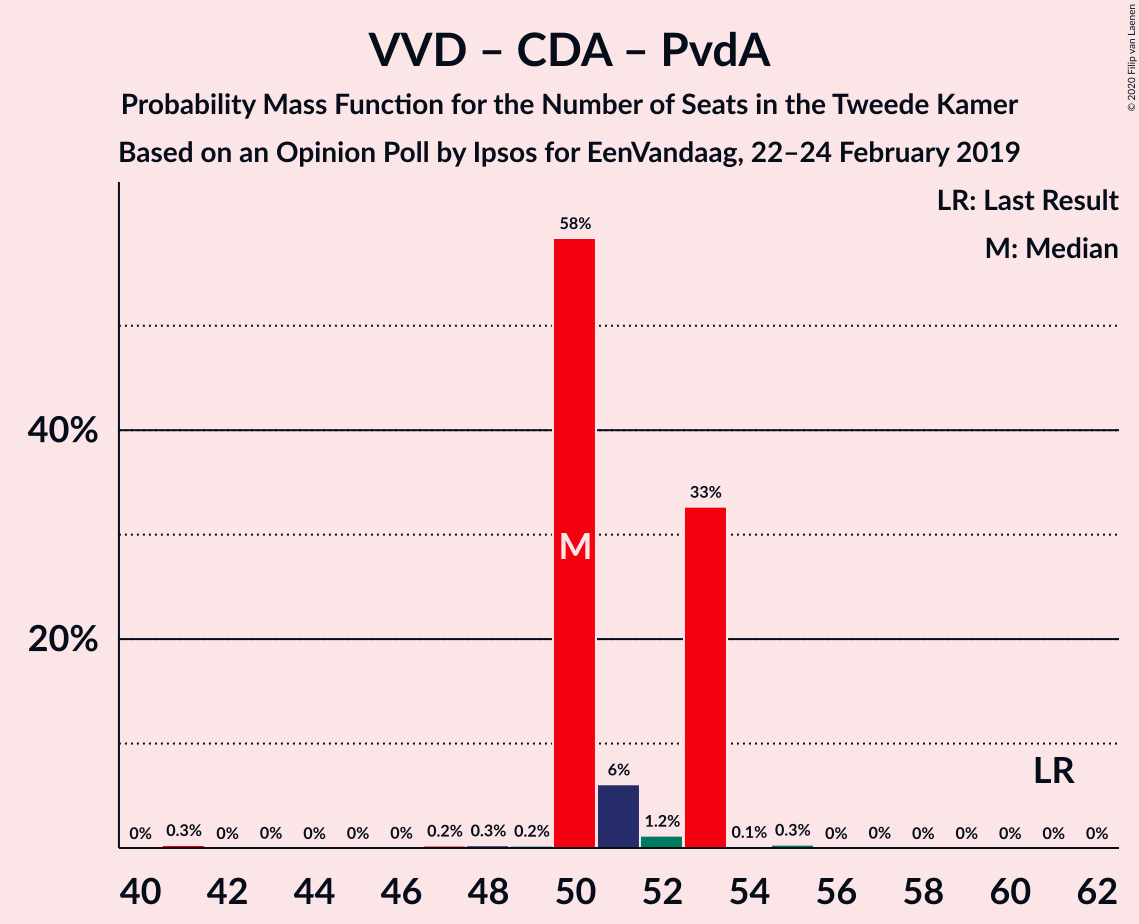 © 2020 Filip van Laenen
VVD – CDA – PvdA
Probability Mass Function for the Number of Seats in the Tweede Kamer
Based on an Opinion Poll by Ipsos for EenVandaag, 22–24 February 2019
LR: Last Result
M: Median
58%
40%
33%
M
20%
LR
6%
0% 0.3% 0% 0% 0% 0% 0% 0.2% 0.3% 0.2% 1.2% 0.1% 0.3% 0% 0% 0% 0% 0% 0% 0%
40 42 44 46 48 50 52 54 56 58 60 62